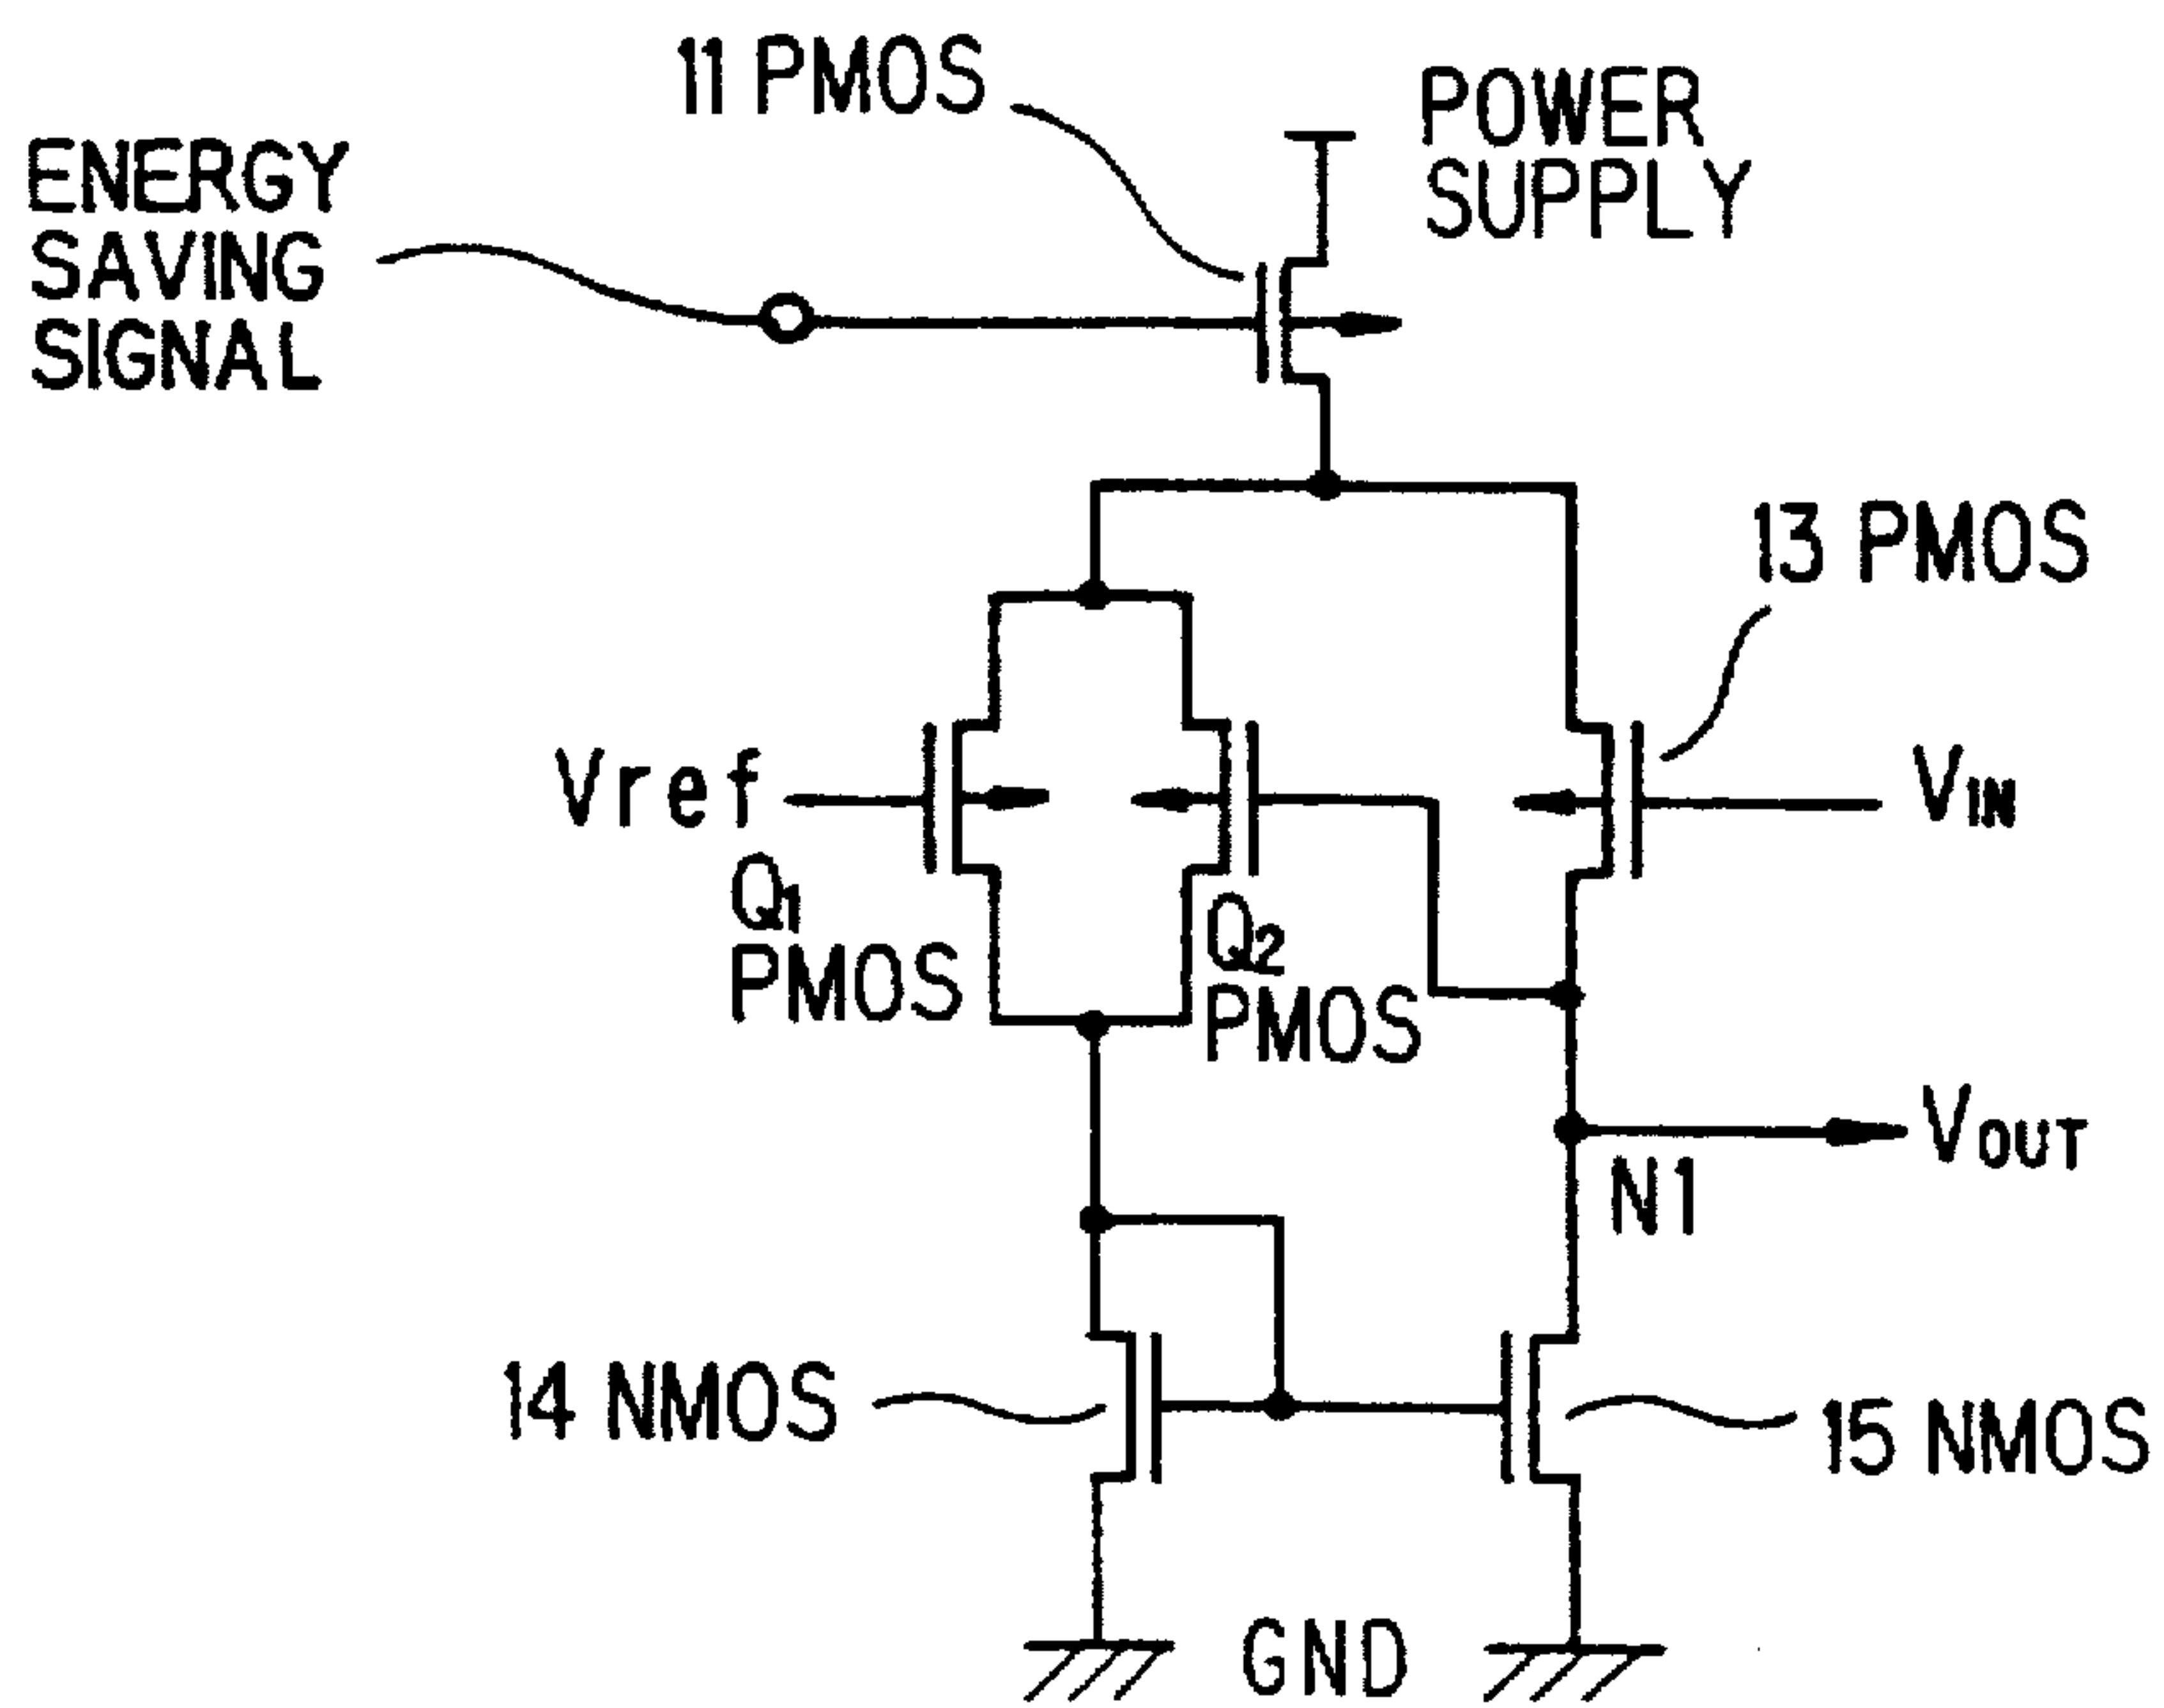 11 PMOS
POWER
SUPPLY
ENERGY
SAVING
SIGNAL
13 PMOS
Vref
VIN
Q1
PMOS
Q2
PMOS
VOUT
N1
14 NMOS
15 NMOS
GND